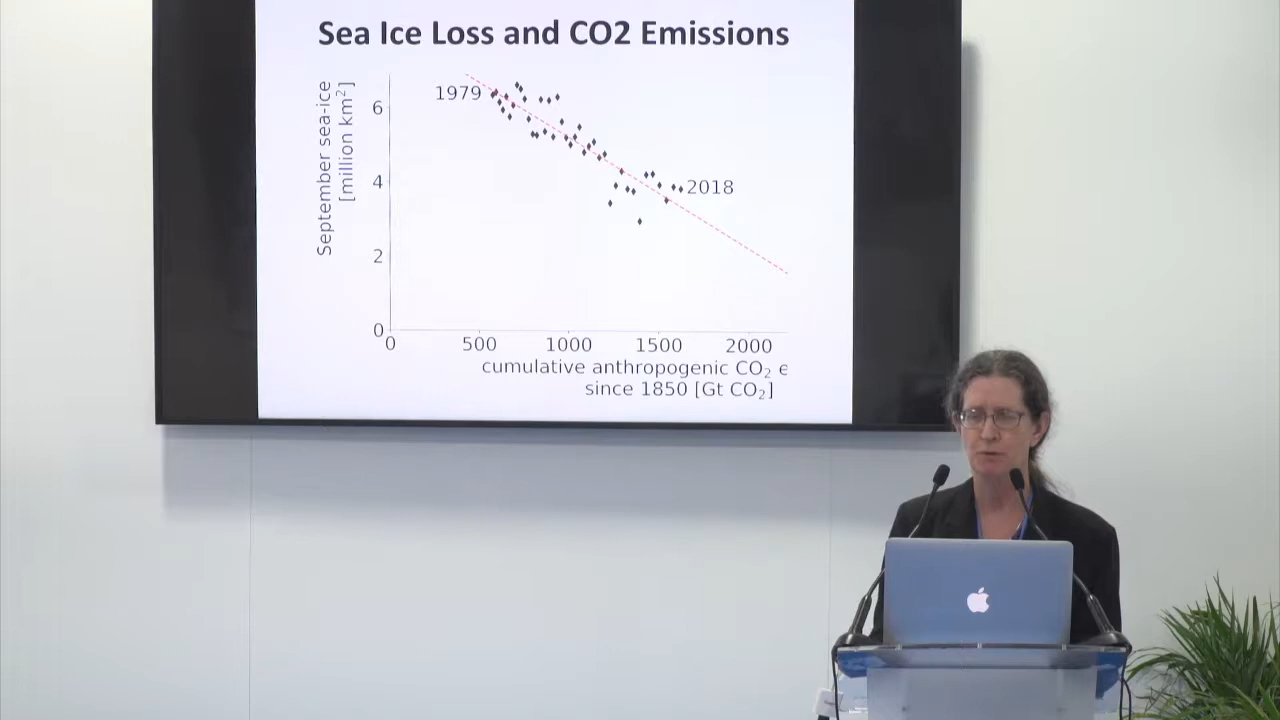 Sea Ice Loss and CO2 Emissions
September sea-ice
[million km²]
6
4
2
0
1979
2018
0 500 1000 1500 2000
cumulative anthropogenic CO₂ e
since 1850 [Gt CO₂]